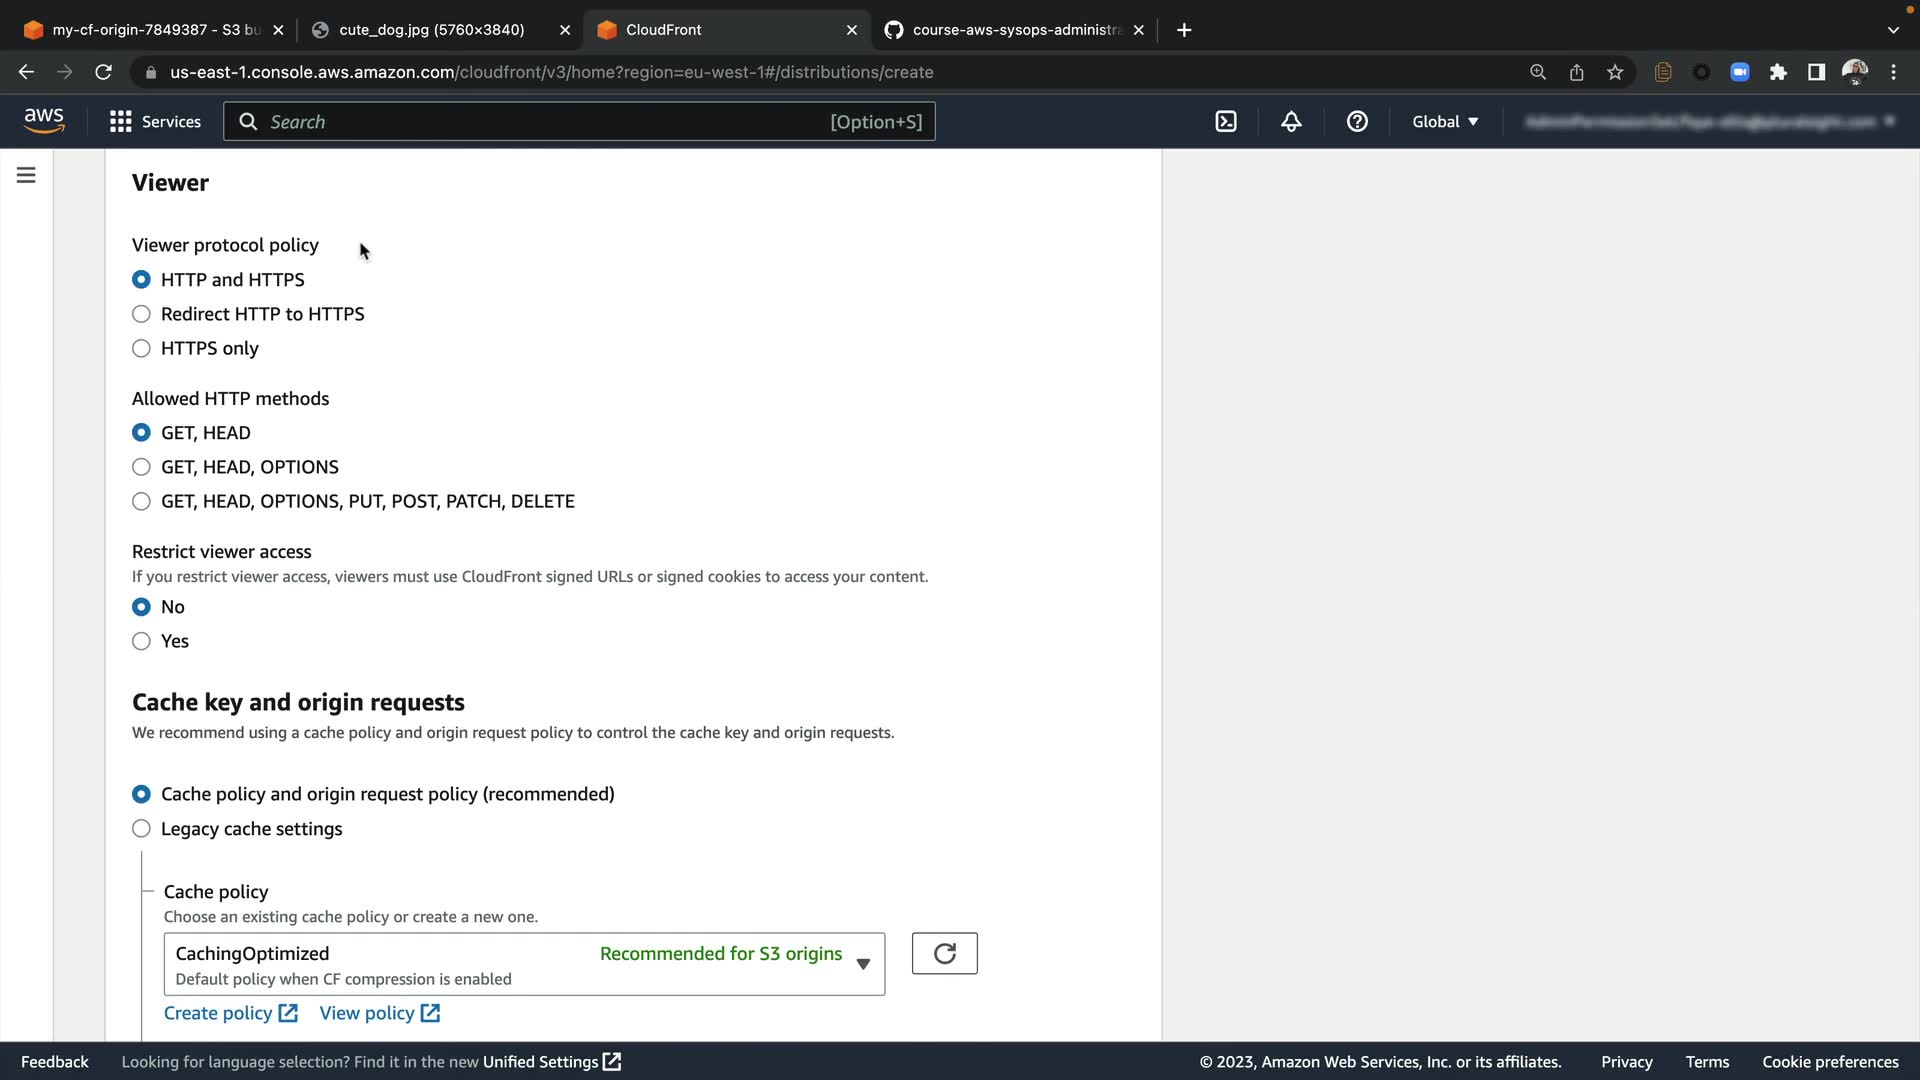 my-cf-origin-7849387 - S3 bu
cute_dog.jpg (5760×3840)
CloudFront
course-aws-sysops-administra
us-east-1.console.aws.amazon.com/cloudfront/v3/home?region=eu-west-1#/distributions/create
aws
Services
Search
[Option+S]
Global
Viewer
Viewer protocol policy
HTTP and HTTPS
Redirect HTTP to HTTPS
HTTPS only
Allowed HTTP methods
GET, HEAD
GET, HEAD, OPTIONS
GET, HEAD, OPTIONS, PUT, POST, PATCH, DELETE
Restrict viewer access
If you restrict viewer access, viewers must use CloudFront signed URLs or signed cookies to access your content.
No
Yes
Cache key and origin requests
We recommend using a cache policy and origin request policy to control the cache key and origin requests.
Cache policy and origin request policy (recommended)
Legacy cache settings
Cache policy
Choose an existing cache policy or create a new one.
CachingOptimized
Recommended for S3 origins
Default policy when CF compression is enabled
Create policy
View policy
Feedback
Looking for language selection? Find it in the new Unified Settings
© 2023, Amazon Web Services, Inc. or its affiliates.
Privacy
Terms
Cookie preferences